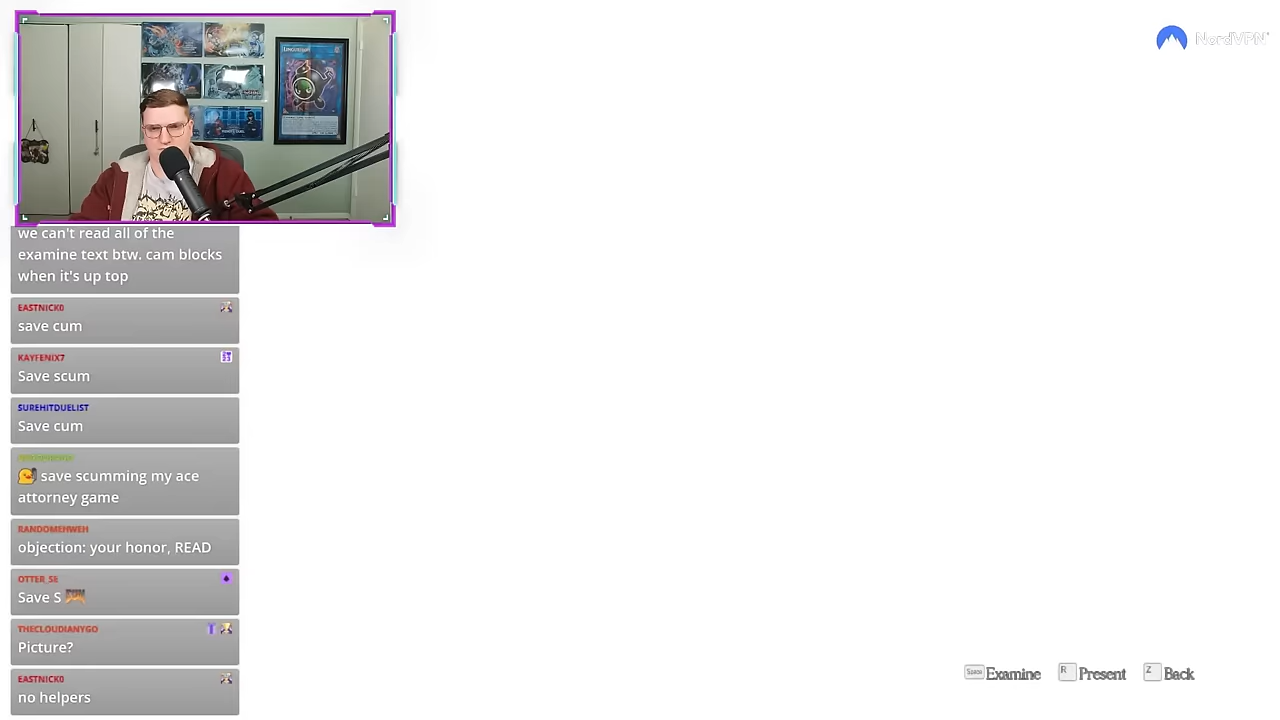 NordVPN
we can't read all of the
examine text btw. cam blocks
when it's up top
EASTNICK0
save cum
KAYFENIX7
Save scum
SUREHITDUELIST
Save cum
save scumming my ace
attorney game
RANDOMEHWEH
objection: your honor, READ
OTTER_SE
Save S
THECLOUDIANYGO
Picture?
EASTNICK0
no helpers
Space Examine R Present Z Back